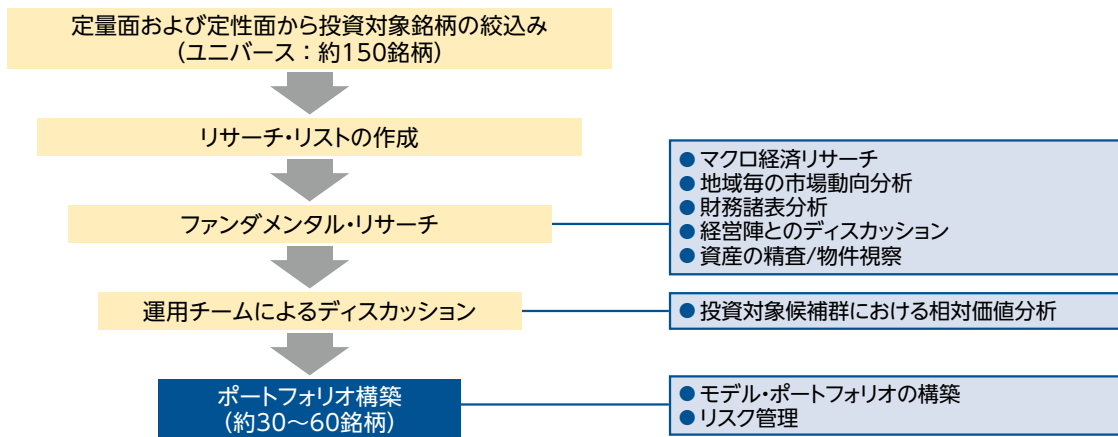 定量面および定性面から投資対象銘柄の絞込み
(ユニバース：約150銘柄)
リサーチ・リストの作成
ファンダメンタル・リサーチ
● マクロ経済リサーチ
● 地域毎の市場動向分析
● 財務諸表分析
● 経営陣とのディスカッション
● 資産の精査/物件視察
運用チームによるディスカッション
● 投資対象候補群における相対価値分析
ポートフォリオ構築
(約30～60銘柄)
● モデル・ポートフォリオの構築
● リスク管理